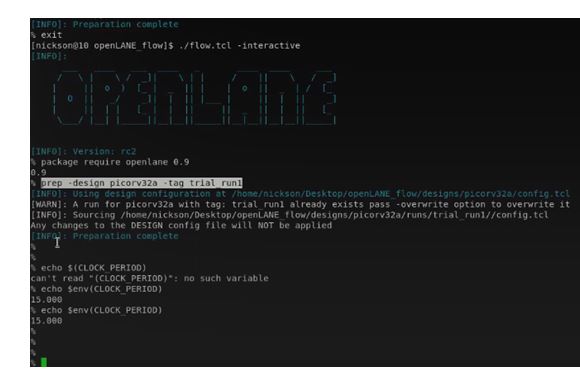 [INFO]: Preparation complete
% exit
[nickson@10 openLANE_flow]$ ./flow.tcl -interactive
[INFO]:
OPENLANE
[INFO]: Version: rc2
% package require openlane 0.9
0.9
% prep -design picorv32a -tag trial_run1
[INFO]: Using design configuration at /home/nickson/Desktop/openLANE_flow/designs/picorv32a/config.tcl
[WARN]: A run for picorv32a with tag: trial_run1 already exists pass -overwrite option to overwrite it
[INFO]: Sourcing /home/nickson/Desktop/openLANE_flow/designs/picorv32a/runs/trial_run1//config.tcl
Any changes to the DESIGN config file will NOT be applied
[INFO]: Preparation complete
%
%
% echo $(CLOCK_PERIOD)
can't read "(CLOCK_PERIOD)": no such variable
% echo $env(CLOCK_PERIOD)
15.000
% echo $env(CLOCK_PERIOD)
15.000
%
%
%
%